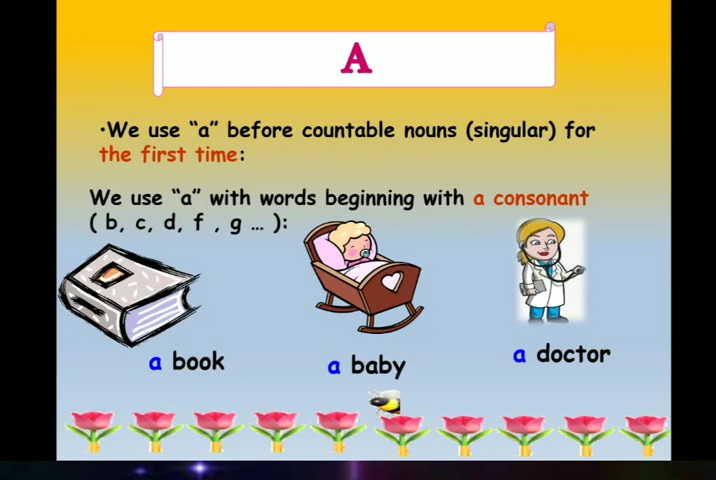 A
•We use “a” before countable nouns (singular) for
the first time:
We use “a” with words beginning with a consonant
( b, c, d, f , g … ):
a book
a baby
a doctor